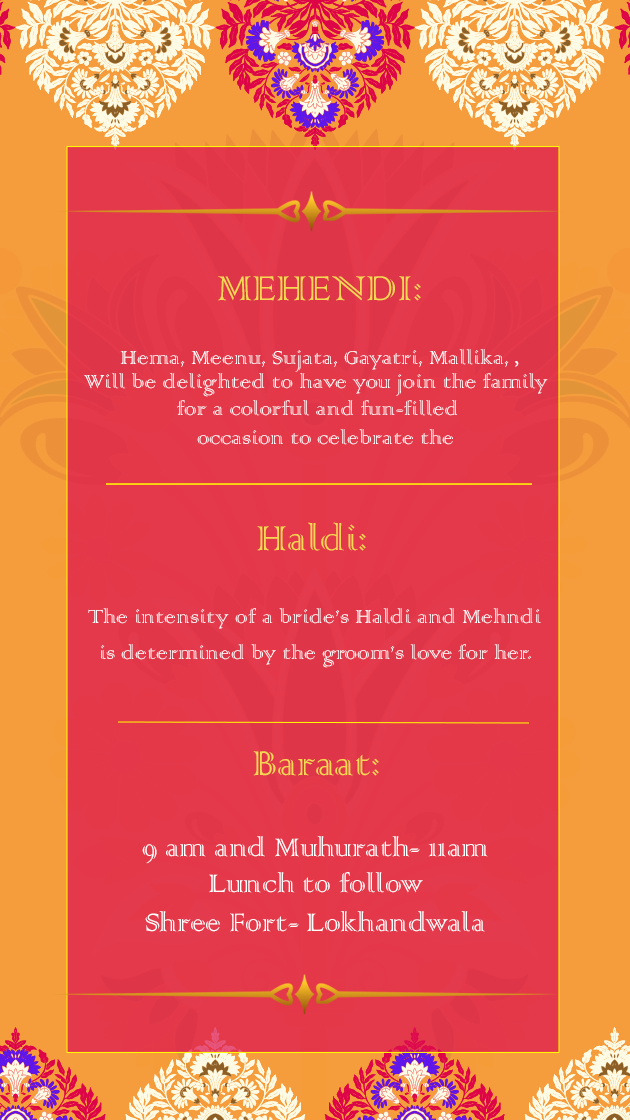 MEHENDI:
Hema, Meenu, Sujata, Gayatri, Mallika, ,
Will be delighted to have you join the family
for a colorful and fun-filled
occasion to celebrate the
Haldi:
The intensity of a bride's Haldi and Mehndi
is determined by the groom's love for her.
Baraat:
9 am and Muhurath- 11am
Lunch to follow
Shree Fort- Lokhandwala